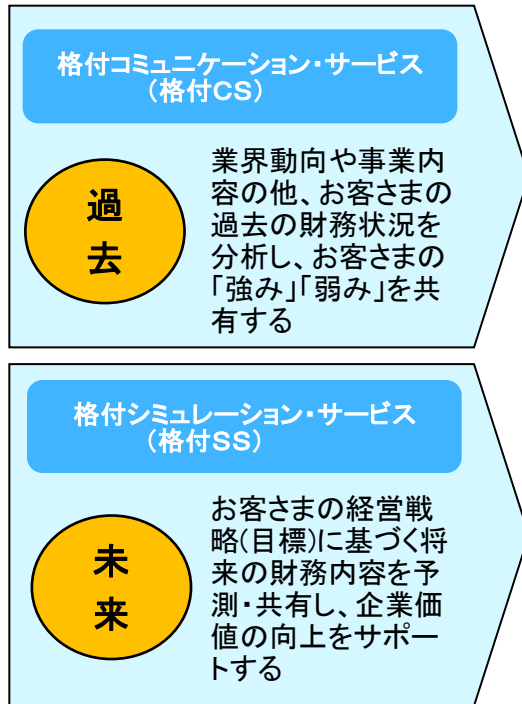 格付コミュニケーション・サービス
（格付CS）
過
去
業界動向や事業内
容の他、お客さまの
過去の財務状況を
分析し、お客さまの
「強み」「弱み」を共
有する
格付シミュレーション・サービス
（格付SS）
未
来
お客さまの経営戦
略(目標)に基づく将
来の財務内容を予
測・共有し、企業価
値の向上をサポー
トする